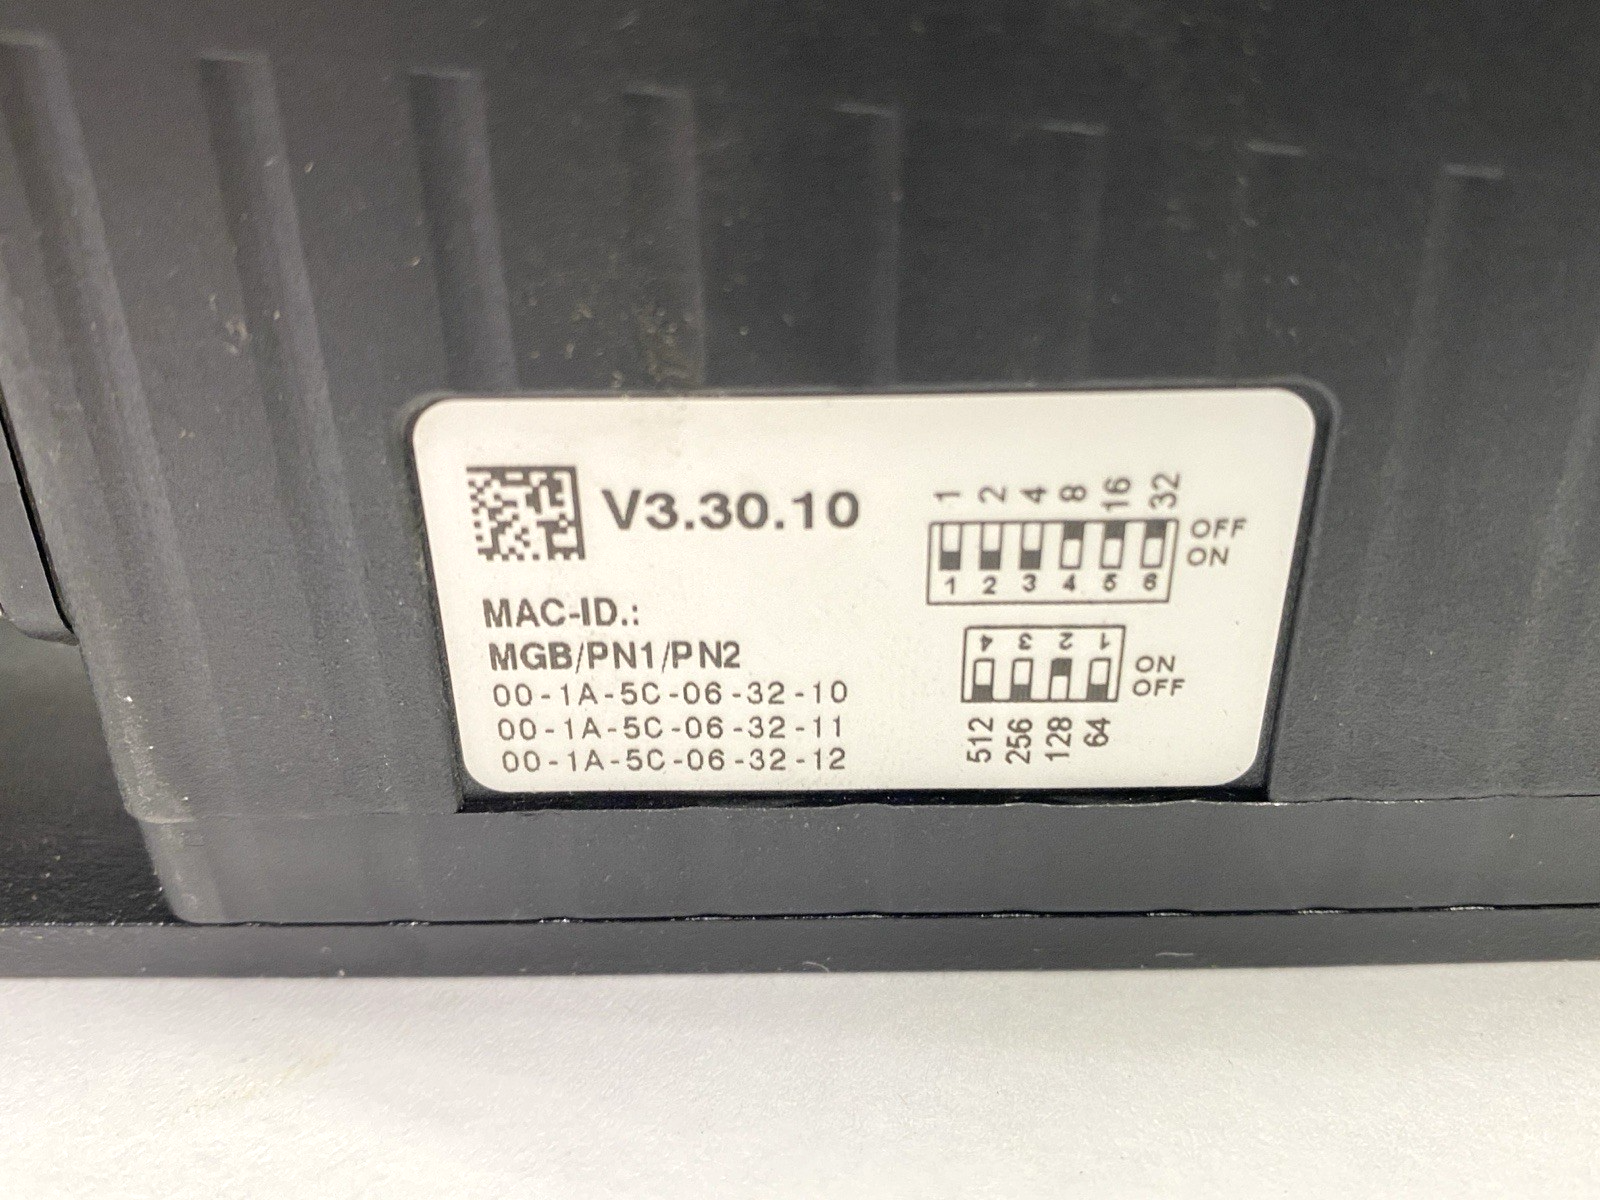 V3.30.10
MAC-ID.:
MGB/PN1/PN2
00-1A-5C-06-32-10
00-1A-5C-06-32-11
00-1A-5C-06-32-12
1 2 4 8 16 32
OFF
ON
1 2 3 4 5 6
4 3 2 1
ON
OFF
512 256 128 64